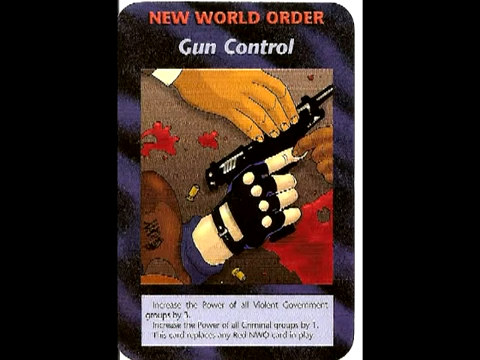 NEW WORLD ORDER
Gun Control
Increase the Power of all Violent Government
groups by 3.
Increase the Power of all Criminal groups by 1.
This card replaces any Red NWO card in play